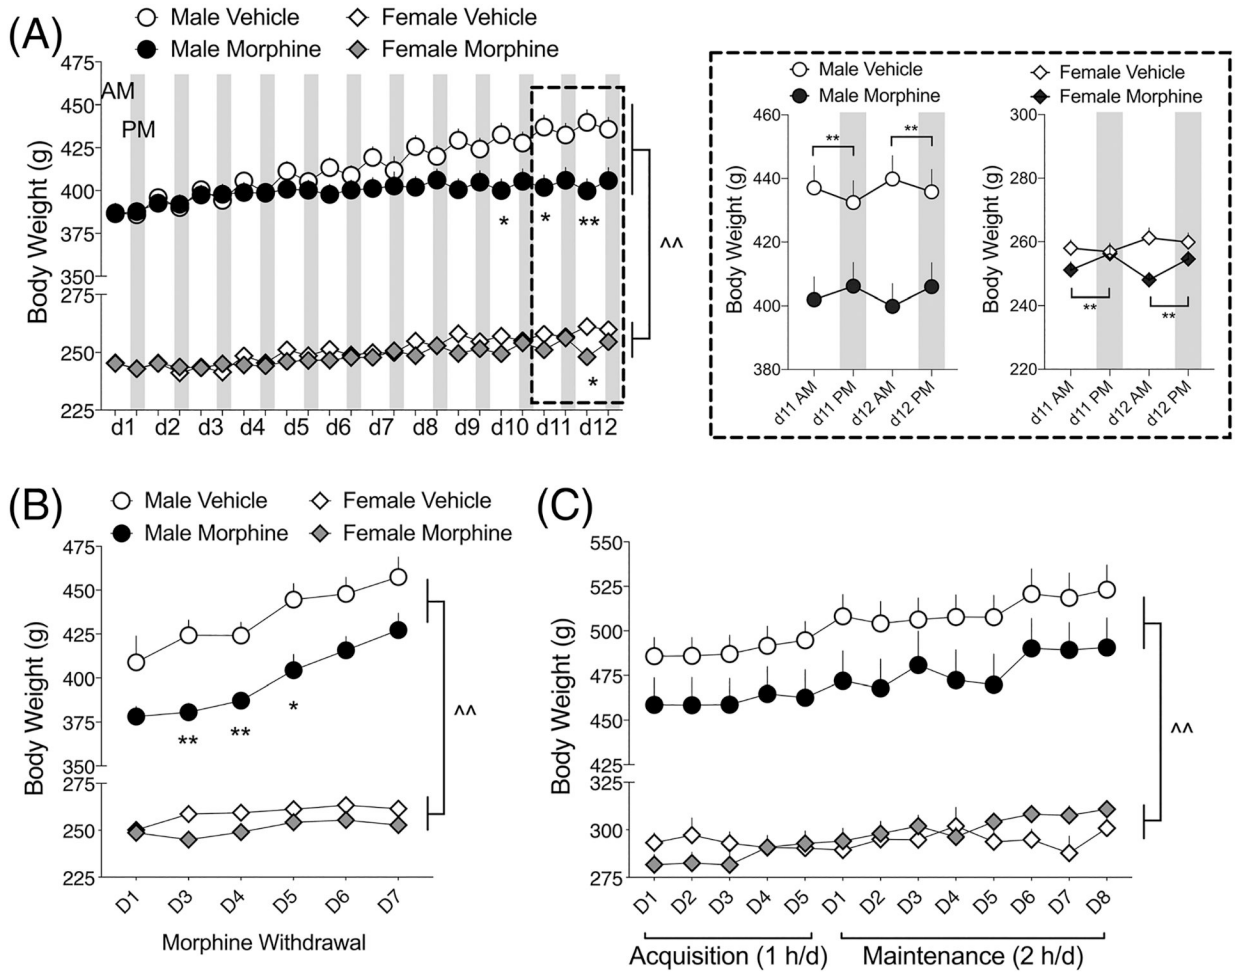 (A)
Male Vehicle
Female Vehicle
Male Morphine
Female Morphine
Body Weight (g)
475
450
425
400
375
350
275
250
225
AM
PM
* * **
*
^^
d1 d2 d3 d4 d5 d6 d7 d8 d9 d10 d11 d12
Male Vehicle
Male Morphine
Body Weight (g)
460
440
420
400
380
** **
d11 AM d11 PM d12 AM d12 PM
Female Vehicle
Female Morphine
Body Weight (g)
300
280
260
240
220
** **
d11 AM d11 PM d12 AM d12 PM
(B)
Male Vehicle
Female Vehicle
Male Morphine
Female Morphine
Body Weight (g)
475
450
425
400
375
350
275
250
225
** ** *
^^
D1 D3 D4 D5 D6 D7
Morphine Withdrawal
(C)
Body Weight (g)
550
525
500
475
450
425
325
300
275
^^
D1 D2 D3 D4 D5 D1 D2 D3 D4 D5 D6 D7 D8
Acquisition (1 h/d) Maintenance (2 h/d)